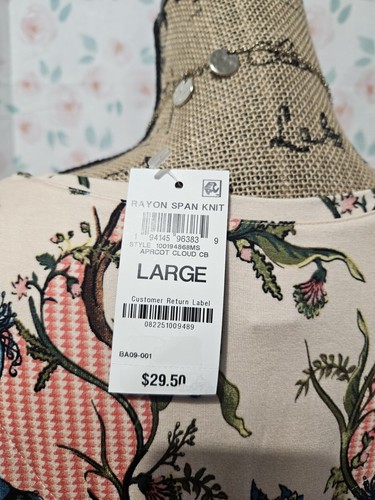 RAYON SPAN KNIT
94145 96383 9
STYLE 100194868MS
APRICOT CLOUD CB
LARGE
Customer Return Label
082251009489
BA09-001
$29.50